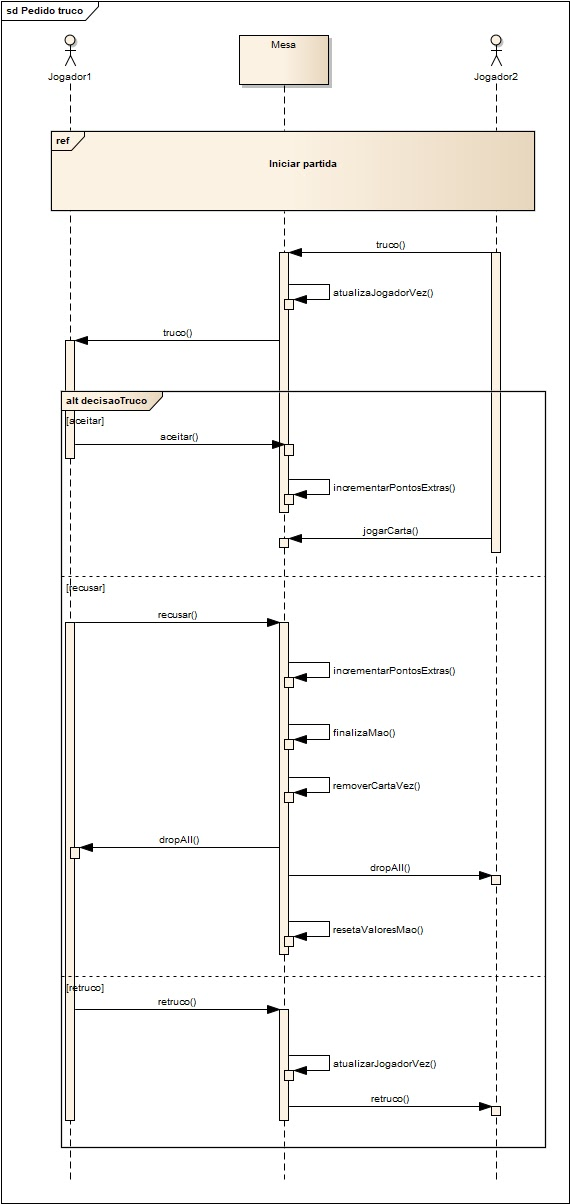 sd Pedido truco
Jogador1
Mesa
Jogador2
ref
Iniciar partida
truco()
atualizaJogadorVez()
truco()
alt decisaoTruco
[aceitar]
aceitar()
incrementarPontosExtras()
jogarCarta()
[recusar]
recusar()
incrementarPontosExtras()
finalizaMao()
removerCartaVez()
dropAll()
dropAll()
resetaValoresMao()
[retruco]
retruco()
atualizarJogadorVez()
retruco()